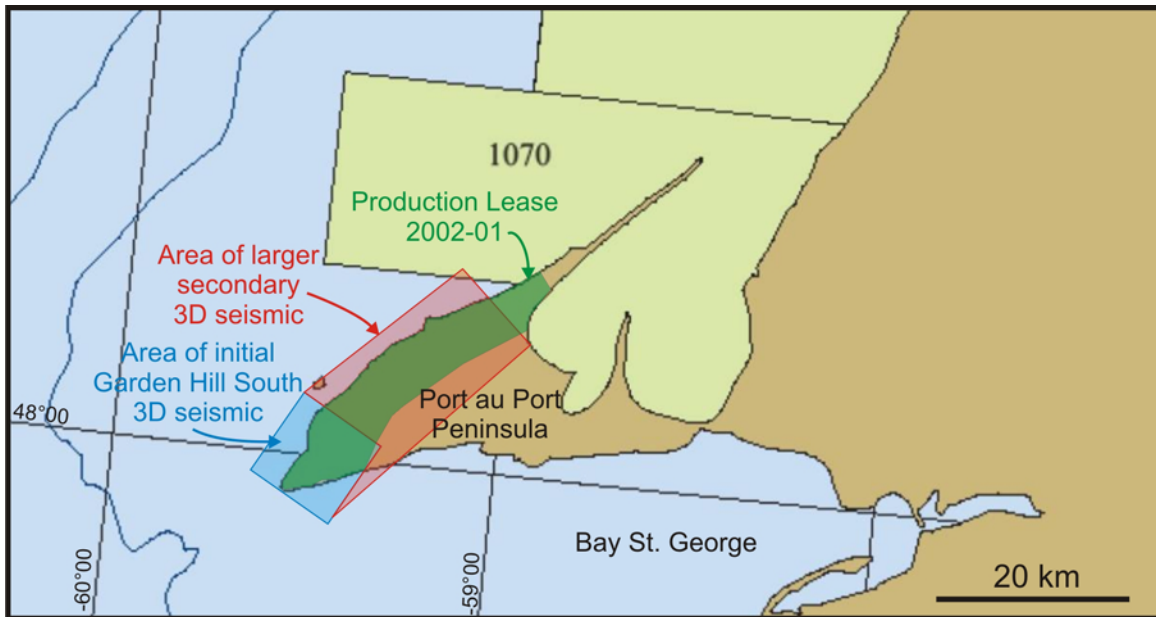 1070
Production Lease
2002-01
Area of larger
secondary
3D seismic
Area of initial
Garden Hill South
3D seismic
48°00
Port au Port
Peninsula
Bay St. George
-60°00
-59°00
20 km